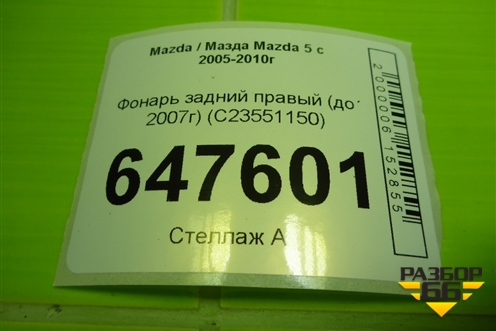 Mazda / Мазда Mazda 5 с
2005-2010г
Фонарь задний правый (до
2007г) (C23551150)
647601
Стеллаж А
2000006152855
РАЗБОР
66